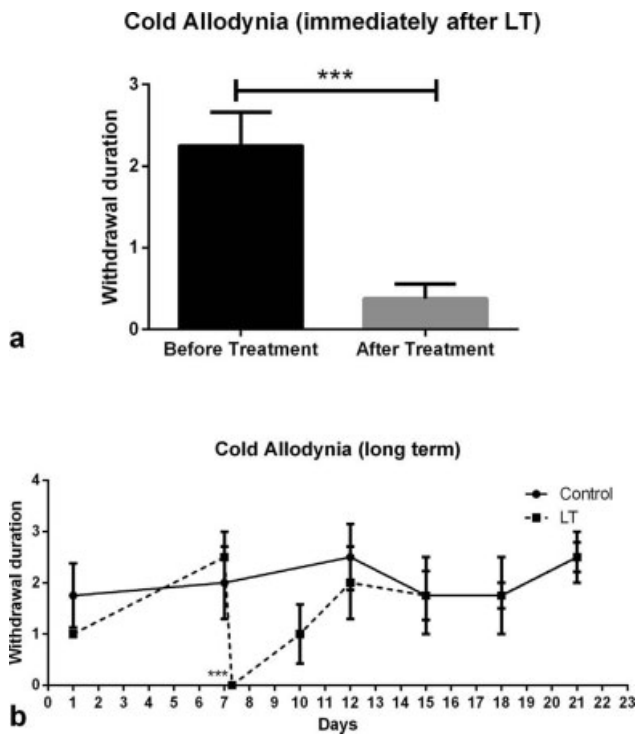 Cold Allodynia (immediately after LT)
***
3
2
1
0
Withdrawal duration
Before Treatment After Treatment
a
Cold Allodynia (long term)
4
3
2
1
0
Withdrawal duration
Control
LT
***
0 1 2 3 4 5 6 7 8 9 10 11 12 13 14 15 16 17 18 19 20 21 22 23
Days
b